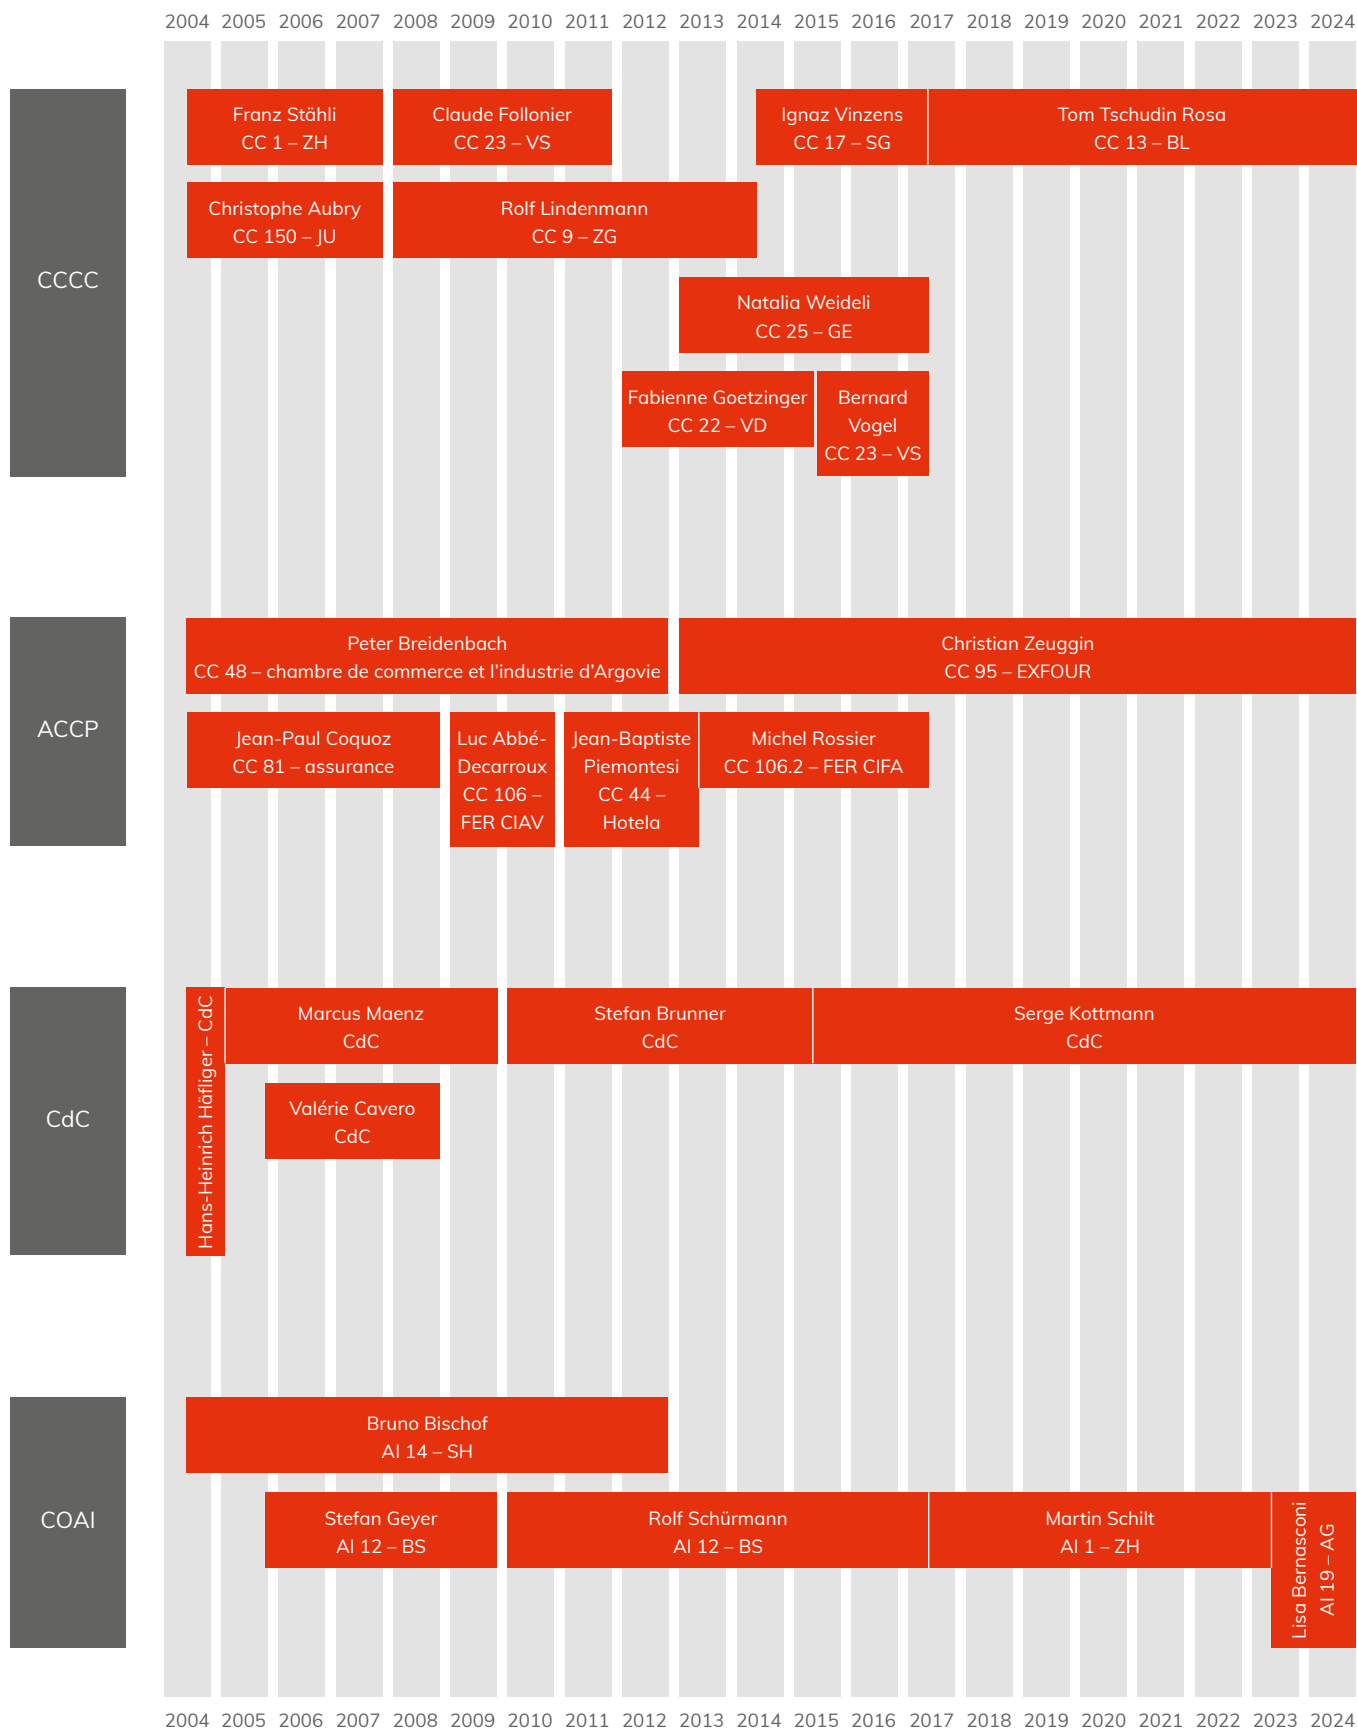 2004 2005 2006 2007 2008 2009 2010 2011 2012 2013 2014 2015 2016 2017 2018 2019 2020 2021 2022 2023 2024
CCCC
Franz Stähli
CC 1 – ZH
Claude Follonier
CC 23 – VS
Ignaz Vinzens
CC 17 – SG
Tom Tschudin Rosa
CC 13 – BL
Christophe Aubry
CC 150 – JU
Rolf Lindenmann
CC 9 – ZG
Natalia Weideli
CC 25 – GE
Fabienne Goetzinger
CC 22 – VD
Bernard
Vogel
CC 23 – VS
ACCP
Peter Breidenbach
CC 48 – chambre de commerce et l’industrie d’Argovie
Christian Zeuggin
CC 95 – EXFOUR
Jean-Paul Coquoz
CC 81 – assurance
Luc Abbé-
Decarroux
CC 106 –
FER CIAV
Jean-Baptiste
Piemontesi
CC 44 –
Hotela
Michel Rossier
CC 106.2 – FER CIFA
CdC
Hans-Heinrich Häfliger – CdC
Marcus Maenz
CdC
Stefan Brunner
CdC
Serge Kottmann
CdC
Valérie Cavero
CdC
COAI
Bruno Bischof
AI 14 – SH
Stefan Geyer
AI 12 – BS
Rolf Schürmann
AI 12 – BS
Martin Schilt
AI 1 – ZH
Lisa Bernasconi
AI 19 – AG
2004 2005 2006 2007 2008 2009 2010 2011 2012 2013 2014 2015 2016 2017 2018 2019 2020 2021 2022 2023 2024